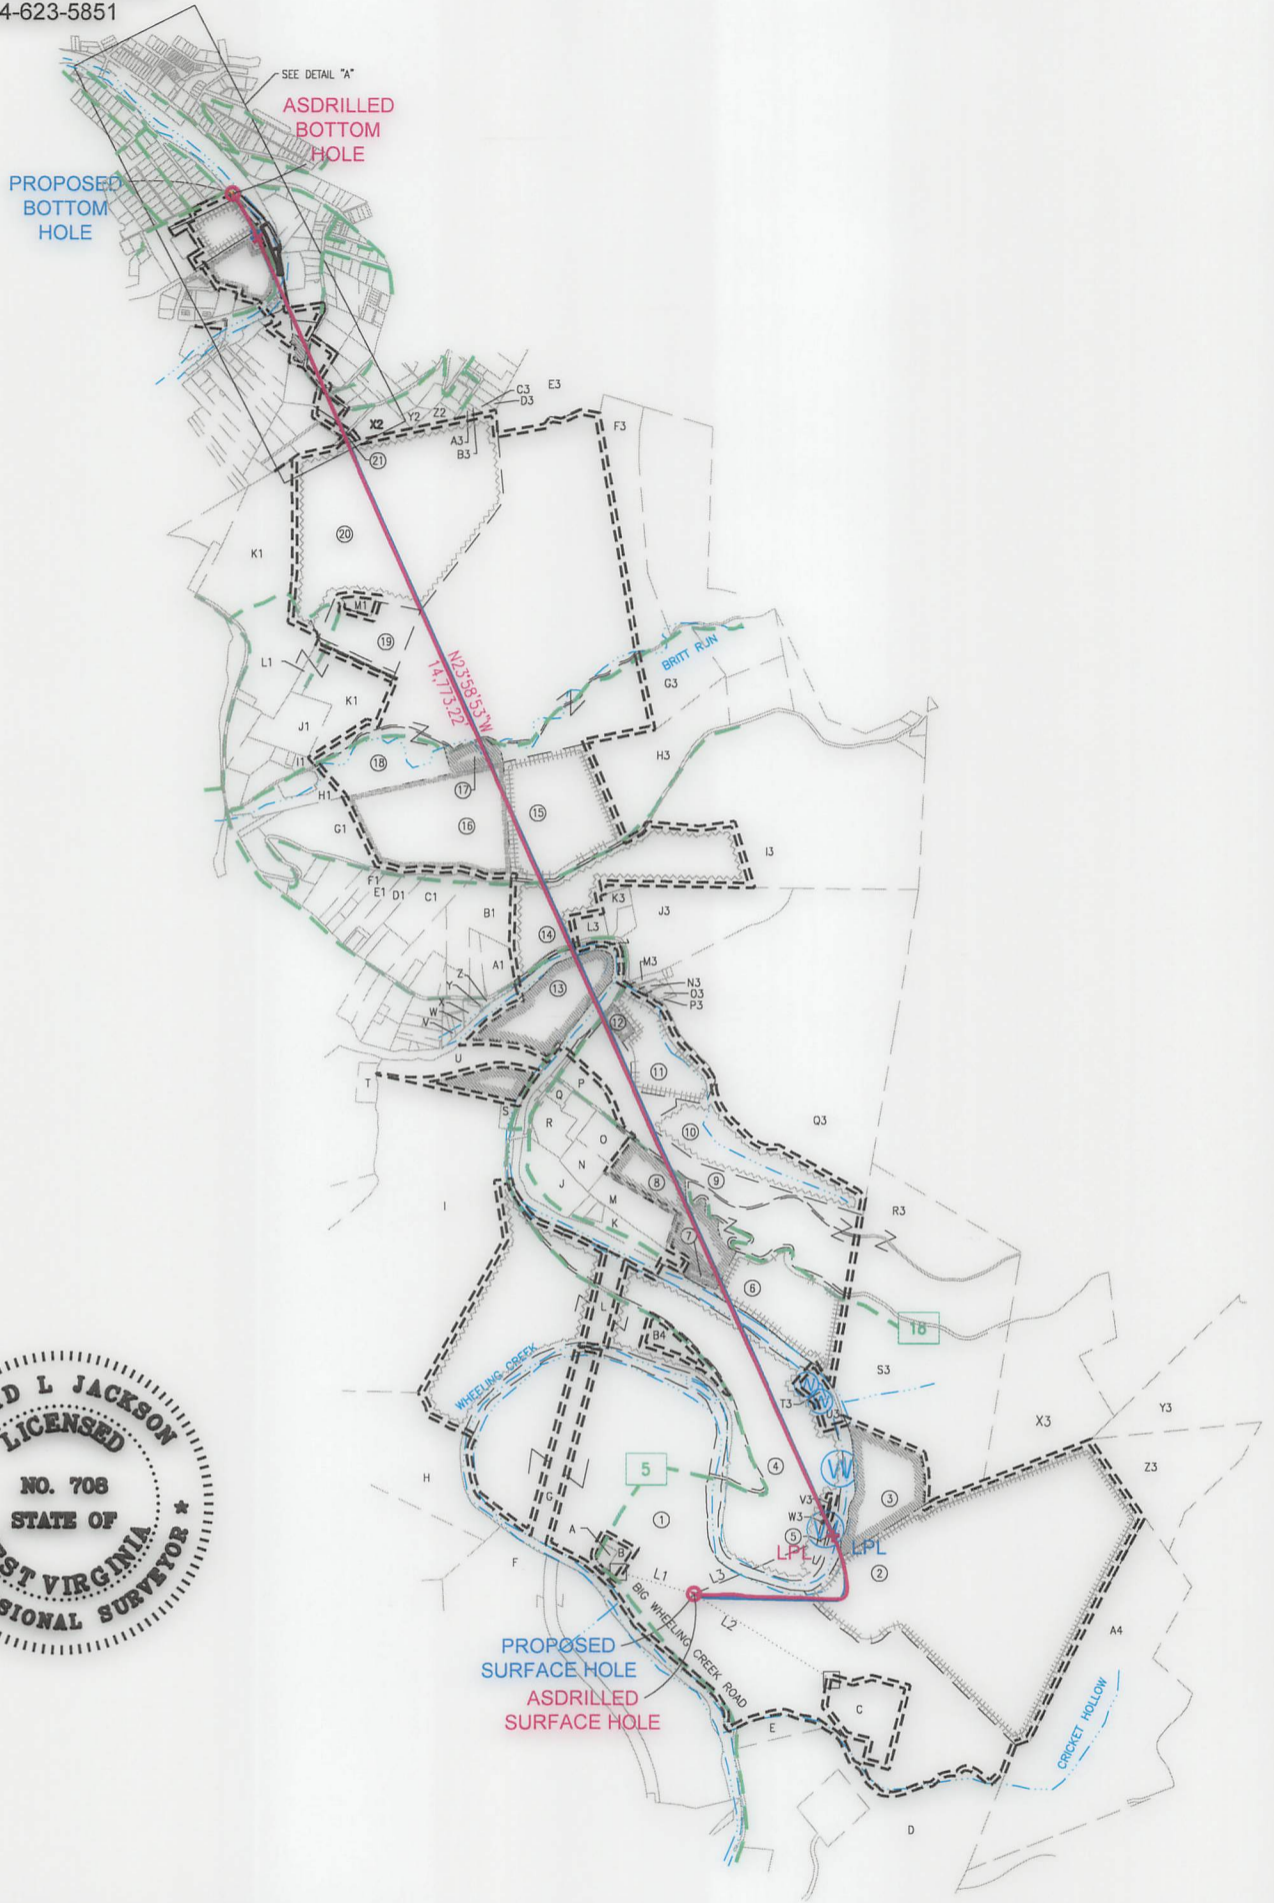 4-623-5851
SEE DETAIL "A"
ASDRILLED
BOTTOM
HOLE
PROPOSED
BOTTOM
HOLE
C3
D3
E3
X2
Y2
Z2
A3
B3
F3
21
20
K1
M1
19
L1
N23°58'53"W
14,773.22'
BRITT RUN
G3
K1
J1
I1
18
H3
H1
17
15
16
G1
I3
F1
E1
D1
C1
B1
K3
J3
L3
14
A1
M3
Z
Y
X
W
V
13
N3
O3
P3
12
U
T
11
P
Q
S
R
Q3
10
O
N
8
9
J
M
R3
I
K
7
6
L
18
B4
WHEELING CREEK
S3
T3
U3
X3
Y3
Z3
H
5
4
W
G
V3
3
1
W3
A
5
B
U
LPL
LPL
F
L1
L3
2
BIG WHEELING CREEK ROAD
L2
A4
PROPOSED
SURFACE HOLE
ASDRILLED
SURFACE HOLE
C
E
CRICKET HOLLOW
D
D L JACKSON
LICENSED
NO. 708
STATE OF
EST VIRGINIA
SIONAL SURVEYOR